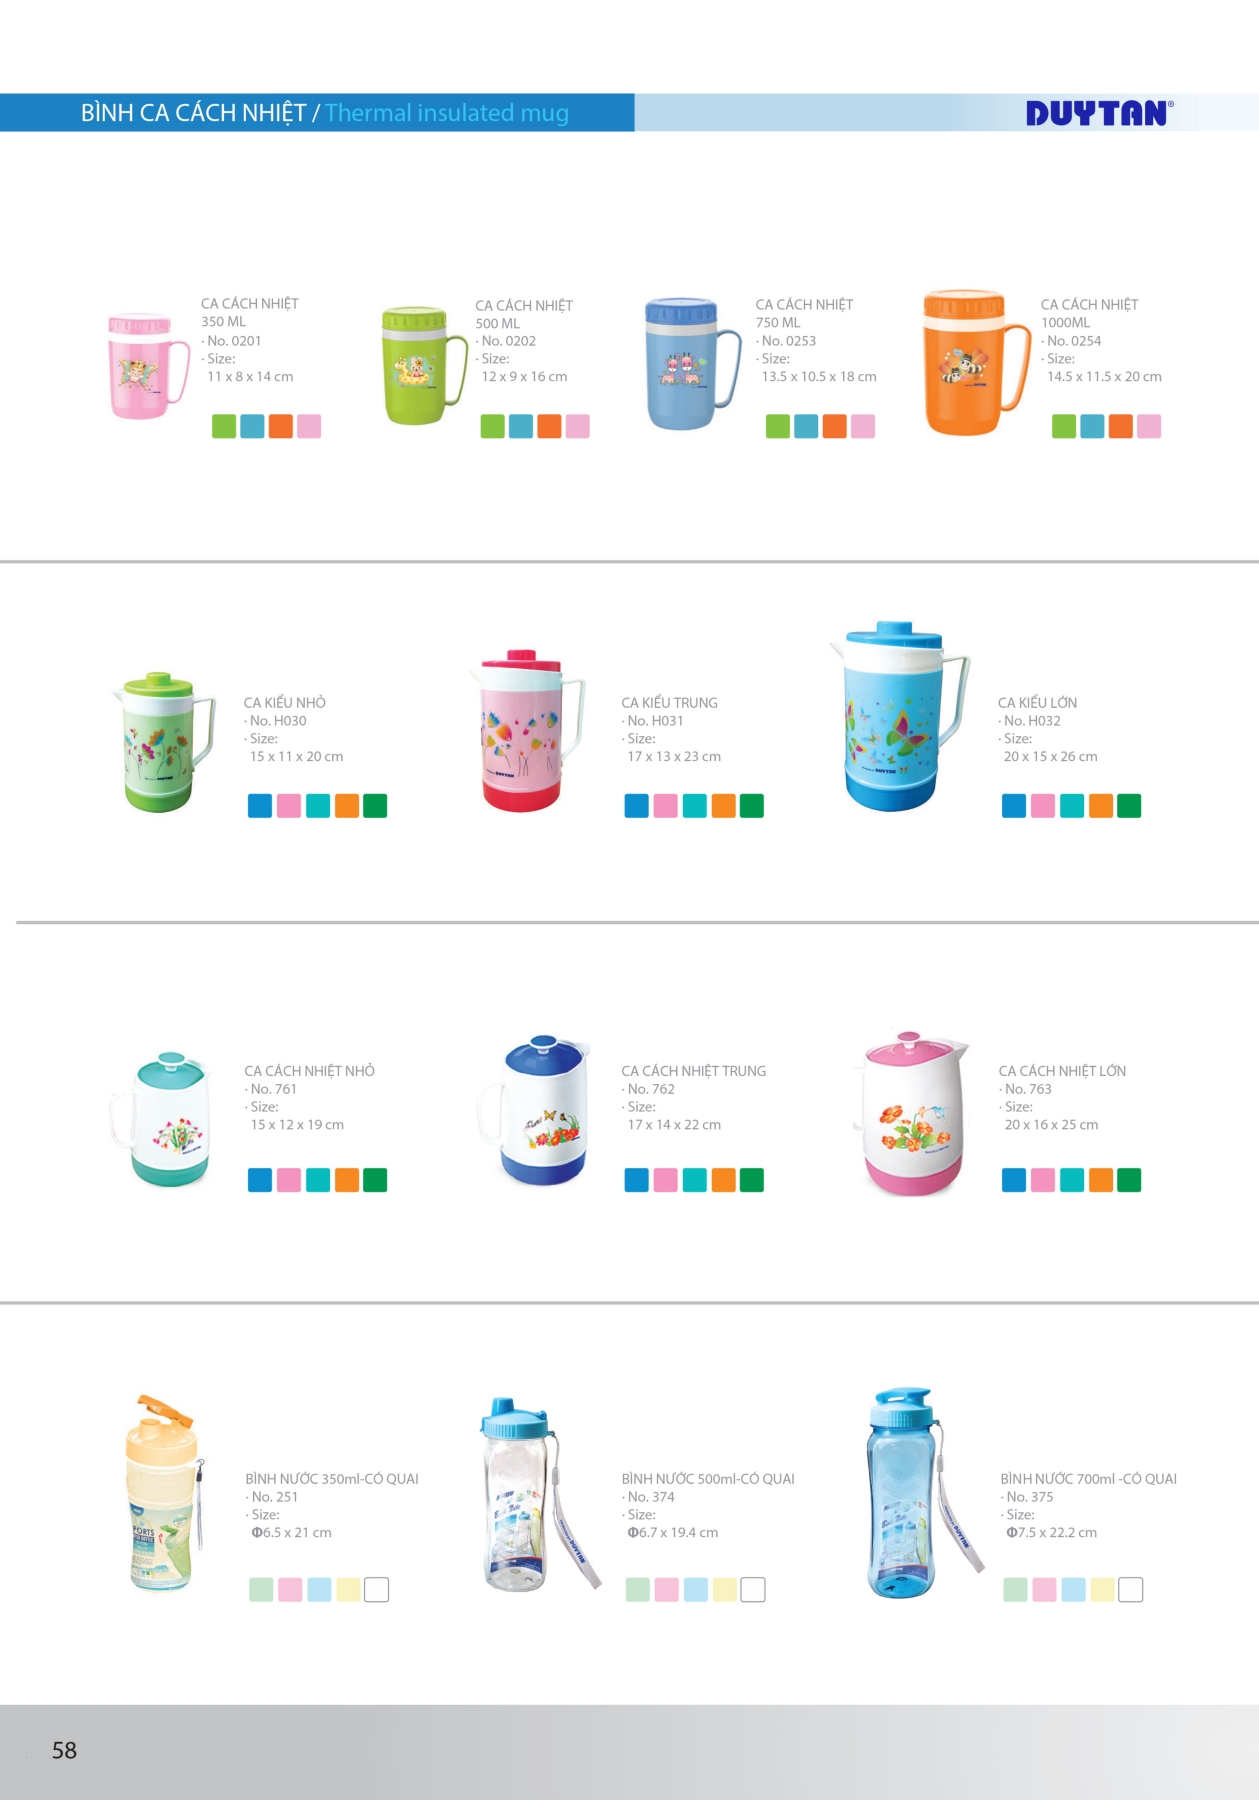 BÌNH CA CÁCH NHIỆT / Thermal insulated mug
DUYTAN®
CA CÁCH NHIỆT
350 ML
· No. 0201
· Size:
11 x 8 x 14 cm
CA CÁCH NHIỆT
500 ML
· No. 0202
· Size:
12 x 9 x 16 cm
CA CÁCH NHIỆT
750 ML
· No. 0253
· Size:
13.5 x 10.5 x 18 cm
CA CÁCH NHIỆT
1000ML
· No. 0254
· Size:
14.5 x 11.5 x 20 cm
CA KIỂU NHỎ
· No. H030
· Size:
15 x 11 x 20 cm
DUYTAN
CA KIỂU TRUNG
· No. H031
· Size:
17 x 13 x 23 cm
DUYTAN
CA KIỂU LỚN
· No. H032
· Size:
20 x 15 x 26 cm
DUYTAN
CA CÁCH NHIỆT NHỎ
· No. 761
· Size:
15 x 12 x 19 cm
CA CÁCH NHIỆT TRUNG
· No. 762
· Size:
17 x 14 x 22 cm
CA CÁCH NHIỆT LỚN
· No. 763
· Size:
20 x 16 x 25 cm
BÌNH NƯỚC 350ml-CÓ QUAI
· No. 251
· Size:
Φ6.5 x 21 cm
BÌNH NƯỚC 500ml-CÓ QUAI
· No. 374
· Size:
Φ6.7 x 19.4 cm
DUYTAN
BÌNH NƯỚC 700ml -CÓ QUAI
· No. 375
· Size:
Φ7.5 x 22.2 cm
DUYTAN
58